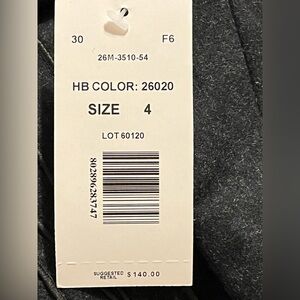 30 F6
26M-3510-54
HB COLOR: 26020
SIZE 4
LOT 60120
802896283747
SUGGESTED RETAIL $140.00